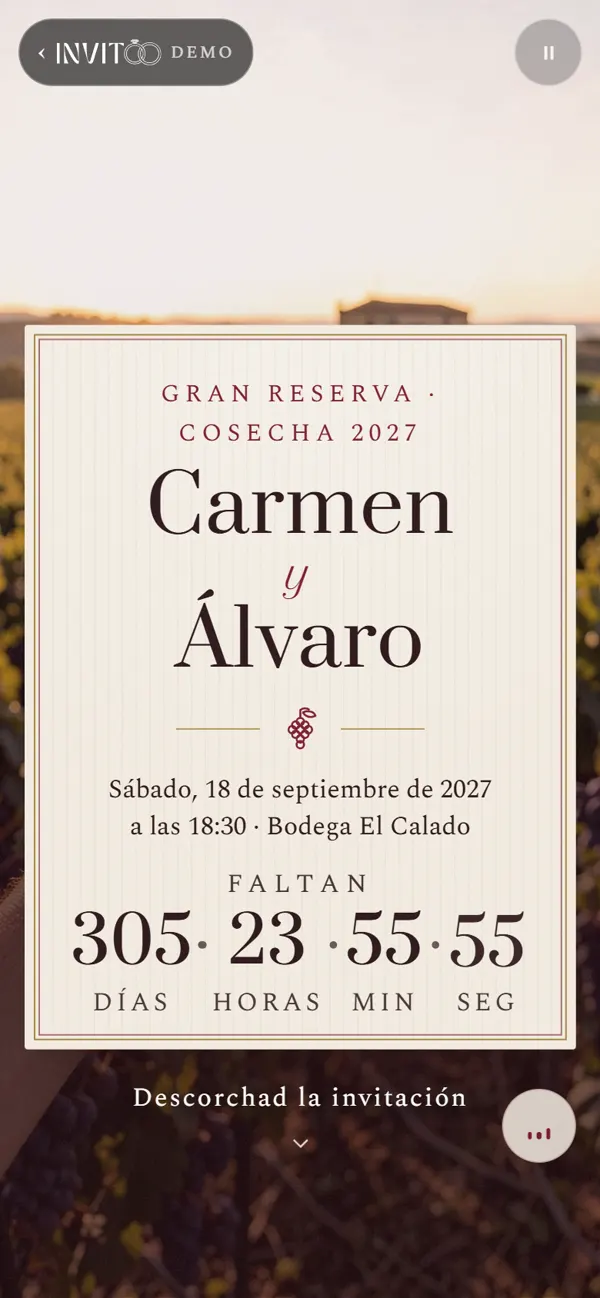 ‹ INVITOO DEMO
GRAN RESERVA ·
COSECHA 2027
Carmen
y
Álvaro
Sábado, 18 de septiembre de 2027
a las 18:30 · Bodega El Calado
FALTAN
305 · 23 · 55 · 55
DÍAS HORAS MIN SEG
Descorchad la invitación